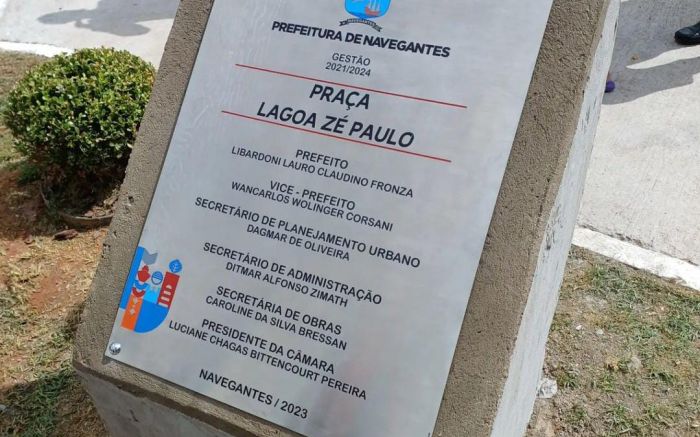 NAVEGANTES
PREFEITURA DE NAVEGANTES
GESTÃO
2021/2024
PRAÇA
LAGOA ZÉ PAULO
PREFEITO
LIBARDONI LAURO CLAUDINO FRONZA
VICE - PREFEITO
WANCARLOS WOLINGER CORSANI
SECRETÁRIO DE PLANEJAMENTO URBANO
DAGMAR DE OLIVEIRA
SECRETÁRIO DE ADMINISTRAÇÃO
DITMAR ALFONSO ZIMATH
SECRETÁRIA DE OBRAS
CAROLINE DA SILVA BRESSAN
PRESIDENTE DA CÂMARA
LUCIANE CHAGAS BITTENCOURT PEREIRA
NAVEGANTES / 2023